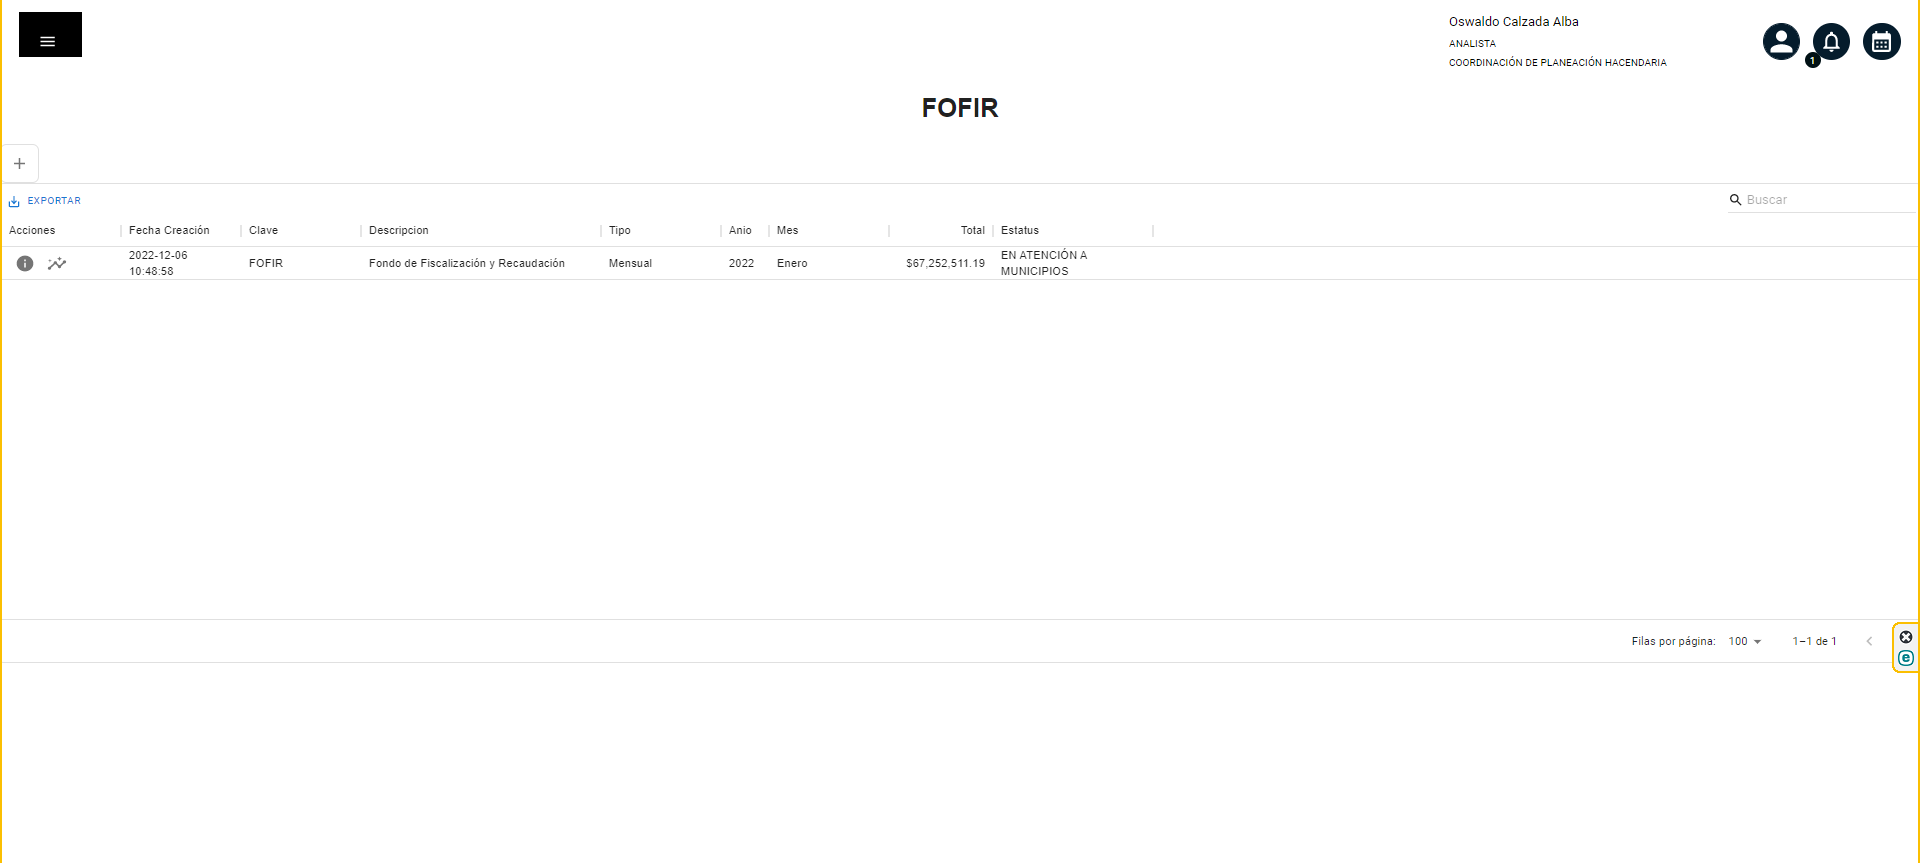 Oswaldo Calzada Alba
ANALISTA
COORDINACIÓN DE PLANEACIÓN HACENDARIA
1
FOFIR
EXPORTAR
Buscar
Acciones Fecha Creación Clave Descripcion Tipo Anio Mes Total Estatus
2022-12-06 10:48:58 FOFIR Fondo de Fiscalización y Recaudación Mensual 2022 Enero $67,252,511.19 EN ATENCIÓN A MUNICIPIOS
Filas por página: 100 1–1 de 1
e